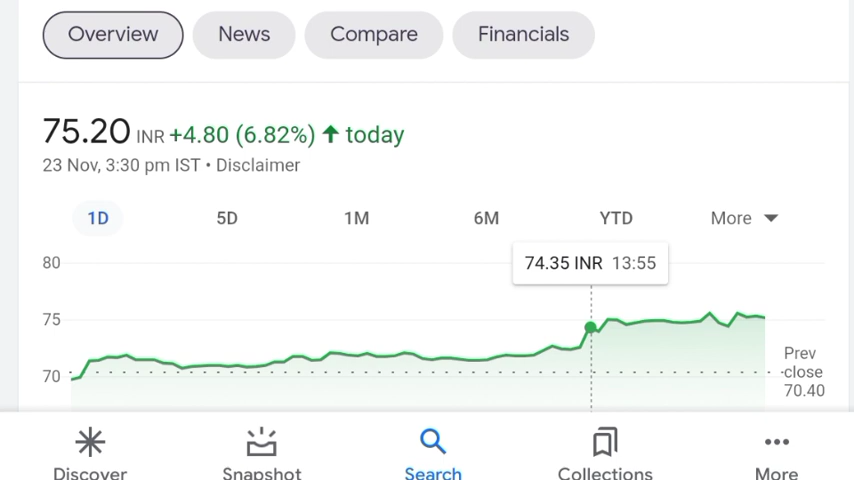 Overview News Compare Financials
75.20 INR +4.80 (6.82%) ↑ today
23 Nov, 3:30 pm IST • Disclaimer
1D 5D 1M 6M YTD More
80
74.35 INR 13:55
75
70
Prev
close
70.40
Discover Snapshot Search Collections More